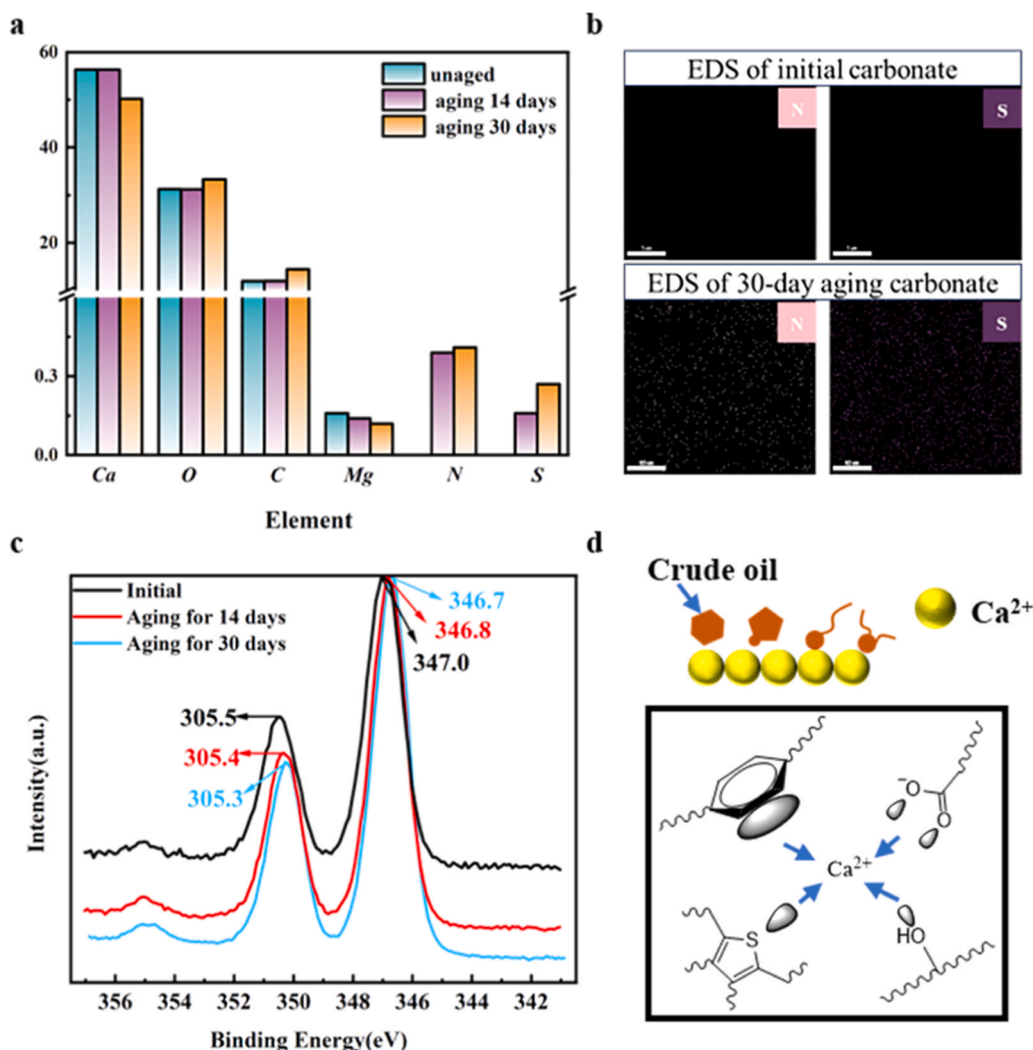 a
60
40
20
0.3
0.0
unaged
aging 14 days
aging 30 days
Ca O C Mg N S
Element
b
EDS of initial carbonate
N S
EDS of 30-day aging carbonate
N S
c
Initial
Aging for 14 days
Aging for 30 days
346.7
346.8
347.0
305.5
305.4
305.3
Intensity(a.u.)
356 354 352 350 348 346 344 342
Binding Energy(eV)
d
Crude oil
Ca²⁺
⁻O
O
Ca²⁺
S
HO